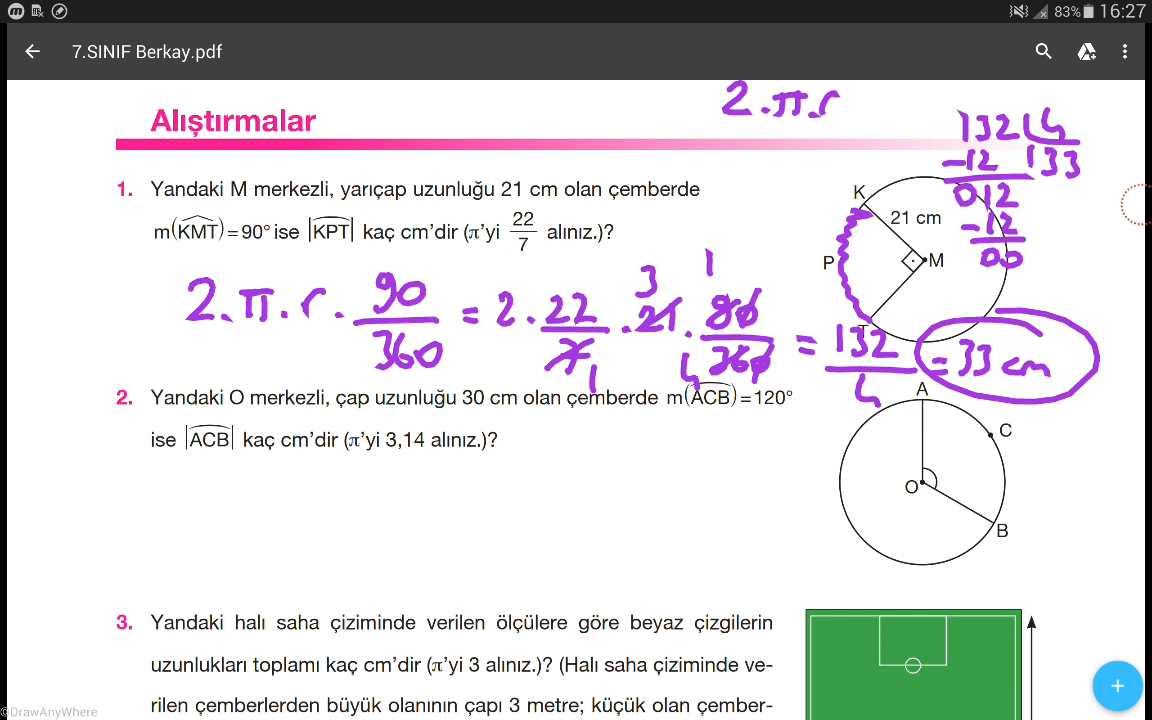 83% 16:27
7.SINIF Berkay.pdf
2.π.r
Alıştırmalar
132 4
-12 133
012
-12
00
1. Yandaki M merkezli, yarıçap uzunluğu 21 cm olan çemberde
m(KMT)=90° ise |KPT| kaç cm'dir (π'yi 22/7 alınız.)?
K
21 cm
P
M
T
2.π.r.90/360 = 2.22/7.21.90/360 = 132/4 = 33 cm
3 1
1 4
2. Yandaki O merkezli, çap uzunluğu 30 cm olan çemberde m(ACB)=120°
ise |ACB| kaç cm'dir (π'yi 3,14 alınız.)?
A
C
O
B
3. Yandaki halı saha çiziminde verilen ölçülere göre beyaz çizgilerin
uzunlukları toplamı kaç cm'dir (π'yi 3 alınız.)? (Halı saha çiziminde ve-
rilen çemberlerden büyük olanının çapı 3 metre; küçük olan çember-
©DrawAnyWhere